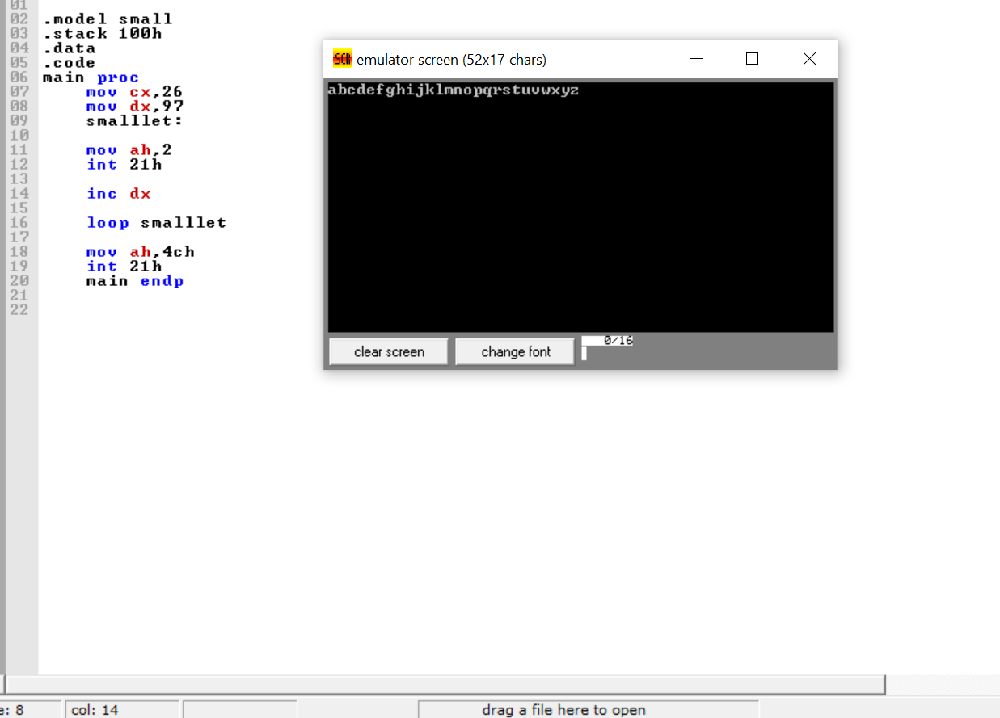 01
02 .model small
03 .stack 100h
04 .data
05 .code
06 main proc
07 mov cx,26
08 mov dx,97
09 smalllet:
10
11 mov ah,2
12 int 21h
13
14 inc dx
15
16 loop smalllet
17
18 mov ah,4ch
19 int 21h
20 main endp
21
22
SCR emulator screen (52x17 chars)
abcdefghijklmnopqrstuvwxyz
clear screen change font 0/16
e: 8 col: 14 drag a file here to open